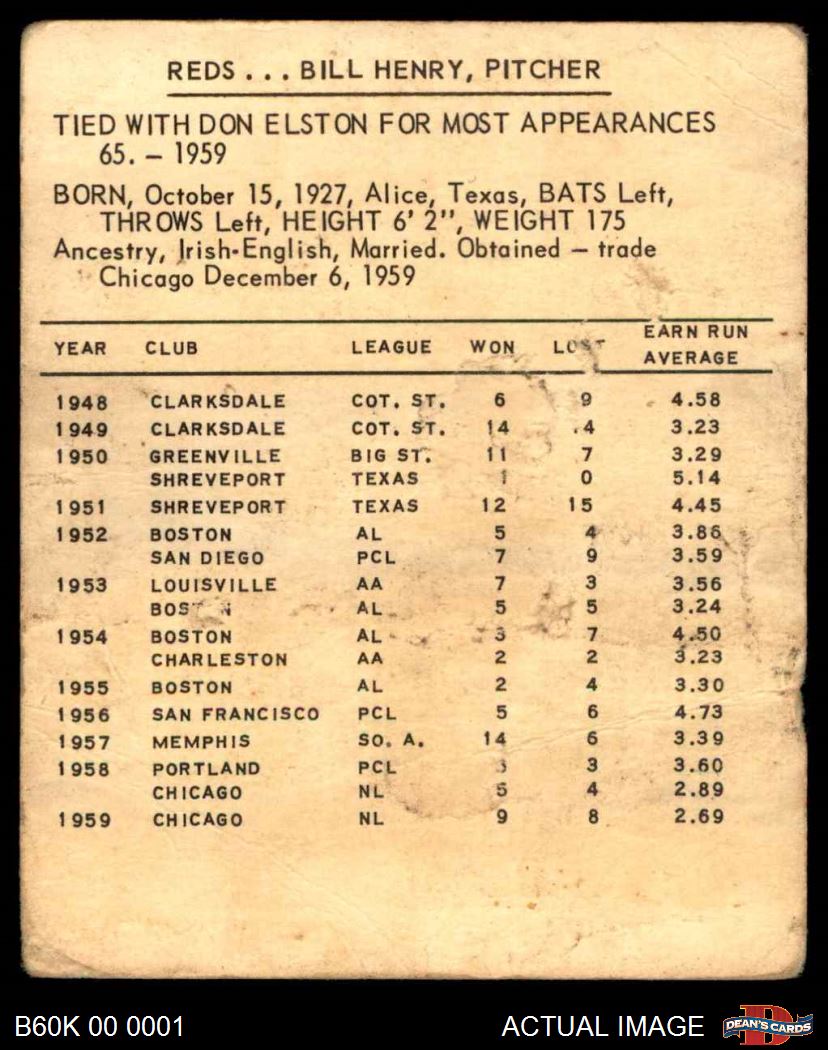 REDS . . . BILL HENRY, PITCHER
TIED WITH DON ELSTON FOR MOST APPEARANCES
65. – 1959
BORN, October 15, 1927, Alice, Texas, BATS Left,
THROWS Left, HEIGHT 6' 2", WEIGHT 175
Ancestry, Irish-English, Married. Obtained – trade
Chicago December 6, 1959
YEAR CLUB LEAGUE WON LOST EARN RUN AVERAGE
1948 CLARKSDALE COT. ST. 6 9 4.58
1949 CLARKSDALE COT. ST. 14 4 3.23
1950 GREENVILLE BIG ST. 11 7 3.29
SHREVEPORT TEXAS 1 0 5.14
1951 SHREVEPORT TEXAS 12 15 4.45
1952 BOSTON AL 5 4 3.86
SAN DIEGO PCL 7 9 3.59
1953 LOUISVILLE AA 7 3 3.56
BOSTON AL 5 5 3.24
1954 BOSTON AL 3 7 4.50
CHARLESTON AA 2 2 3.23
1955 BOSTON AL 2 4 3.30
1956 SAN FRANCISCO PCL 5 6 4.73
1957 MEMPHIS SO. A. 14 6 3.39
1958 PORTLAND PCL 3 3.60
CHICAGO NL 5 4 2.89
1959 CHICAGO NL 9 8 2.69
B60K 00 0001 ACTUAL IMAGE DEAN'S CARDS